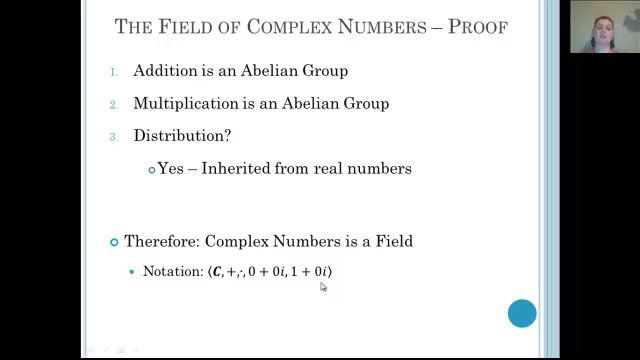 THE FIELD OF COMPLEX NUMBERS – PROOF
1. Addition is an Abelian Group
2. Multiplication is an Abelian Group
3. Distribution?
Yes – Inherited from real numbers
Therefore: Complex Numbers is a Field
• Notation: ⟨𝑪, +,·, 0 + 0𝑖, 1 + 0𝑖⟩